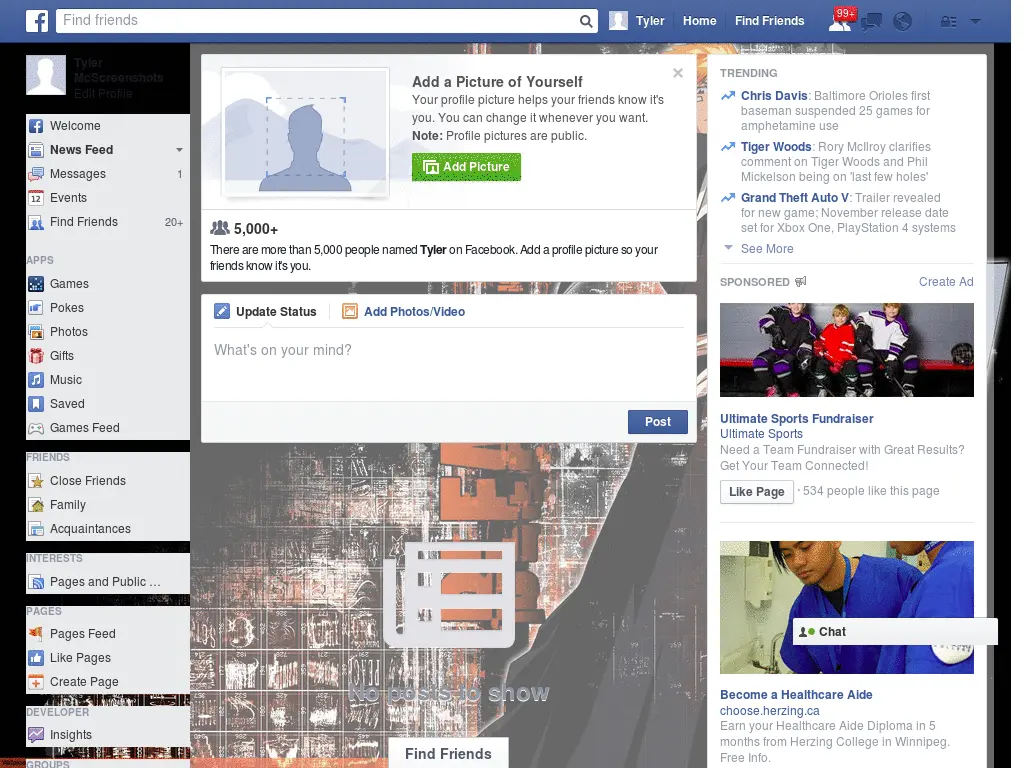 Find friends
Tyler
Home
Find Friends
99+
Tyler
McScreenshots
Edit Profile
Welcome
News Feed
Messages
1
12
Events
Find Friends
20+
APPS
Games
Pokes
Photos
Gifts
Music
Saved
Games Feed
FRIENDS
Close Friends
Family
Acquaintances
INTERESTS
Pages and Public ...
PAGES
Pages Feed
Like Pages
Create Page
DEVELOPER
Insights
GROUPS
Add a Picture of Yourself
Your profile picture helps your friends know it's
you. You can change it whenever you want.
Note: Profile pictures are public.
Add Picture
5,000+
There are more than 5,000 people named Tyler on Facebook. Add a profile picture so your
friends know it's you.
Update Status
Add Photos/Video
What's on your mind?
Post
No posts to show
Find Friends
TRENDING
Chris Davis: Baltimore Orioles first
baseman suspended 25 games for
amphetamine use
Tiger Woods: Rory McIlroy clarifies
comment on Tiger Woods and Phil
Mickelson being on 'last few holes'
Grand Theft Auto V: Trailer revealed
for new game; November release date
set for Xbox One, PlayStation 4 systems
See More
SPONSORED
Create Ad
Ultimate Sports Fundraiser
Ultimate Sports
Need a Team Fundraiser with Great Results?
Get Your Team Connected!
Like Page · 534 people like this page
Chat
Become a Healthcare Aide
choose.herzing.ca
Earn your Healthcare Aide Diploma in 5
months from Herzing College in Winnipeg.
Free Info.